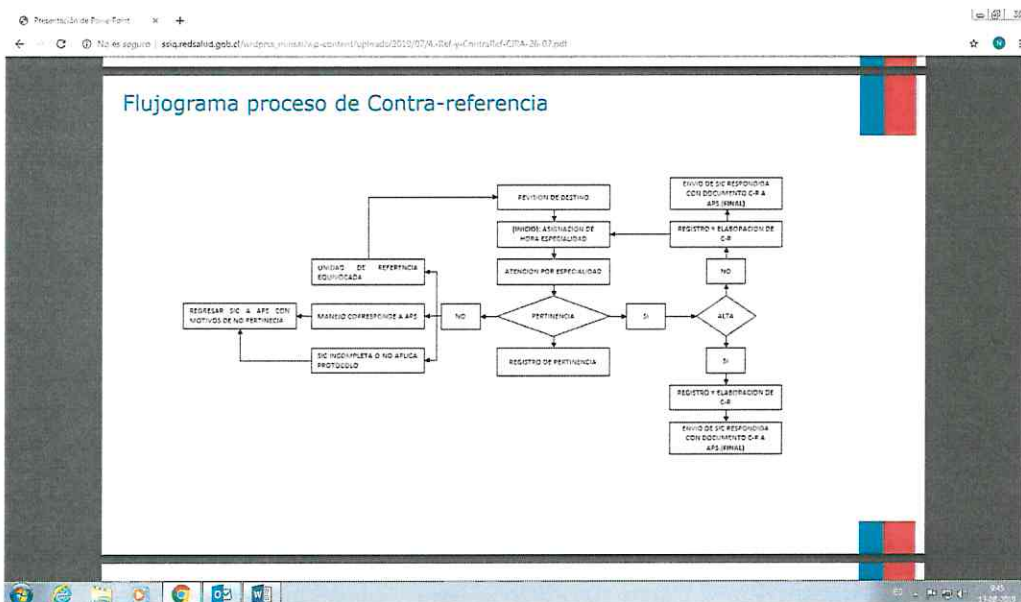 Presentación de PowerPoint
No es seguro | ssiq.redsalud.gob.cl/
Flujograma proceso de Contra-referencia
REVISION DE DESTINO
(INICIO): ASIGNACION DE
HORA ESPECIALIDAD
ATENCION POR ESPECIALIDAD
PERTINENCIA
REGISTRO DE PERTINENCIA
NO
UNIDAD DE REFERENCIA
EQUIVOCADA
MANEJO CORRESPONDE A APS
SIC INCOMPLETA O NO APLICA
PROTOCOLO
REGRESAR SIC A APS CON
MOTIVOS DE NO PERTINECIA
SI
ALTA
NO
REGISTRO Y ELABORACION DE
C-R
ENVIO DE SIC RESPONDIDA
CON DOCUMENTO C-R A
APS (FINAL)
SI
REGISTRO Y ELABORACION DE
C-R
ENVIO DE SIC RESPONDIDA
CON DOCUMENTO C-R A
APS (FINAL)
ES
9:45